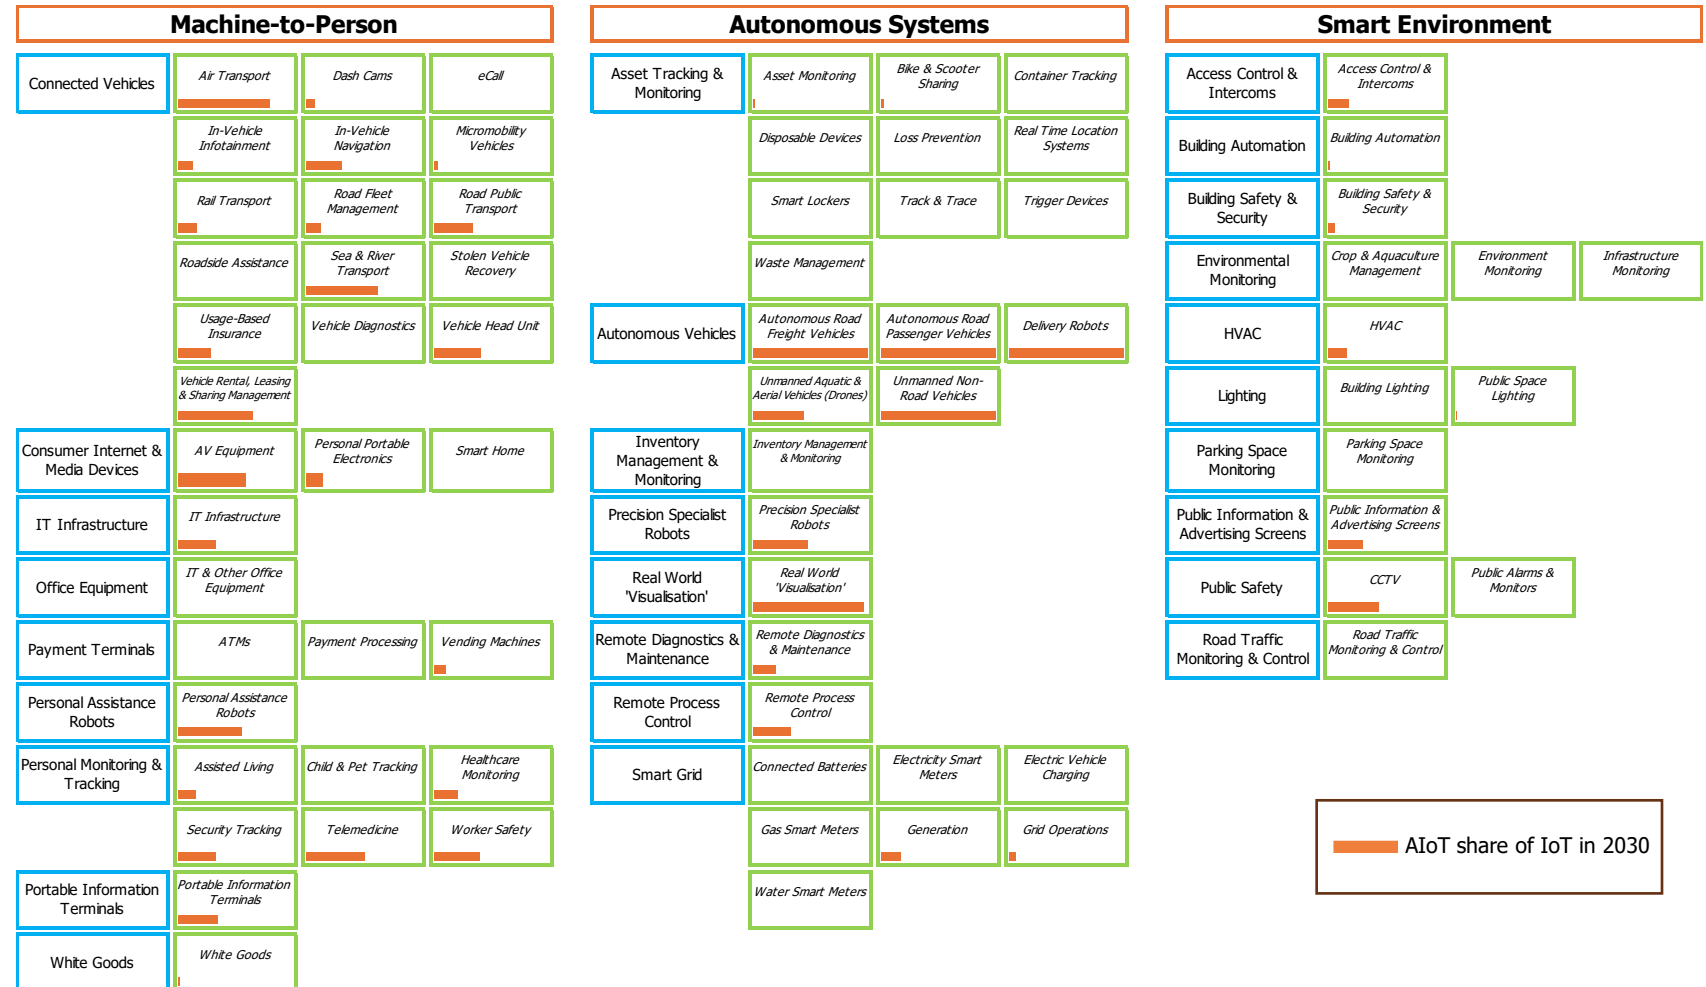 Machine-to-Person
Connected Vehicles
Air Transport
Dash Cams
eCall
In-Vehicle
Infotainment
In-Vehicle
Navigation
Micromobility
Vehicles
Rail Transport
Road Fleet
Management
Road Public
Transport
Roadside Assistance
Sea & River
Transport
Stolen Vehicle
Recovery
Usage-Based
Insurance
Vehicle Diagnostics
Vehicle Head Unit
Vehicle Rental, Leasing
& Sharing Management
Consumer Internet &
Media Devices
AV Equipment
Personal Portable
Electronics
Smart Home
IT Infrastructure
IT Infrastructure
Office Equipment
IT & Other Office
Equipment
Payment Terminals
ATMs
Payment Processing
Vending Machines
Personal Assistance
Robots
Personal Assistance
Robots
Personal Monitoring &
Tracking
Assisted Living
Child & Pet Tracking
Healthcare
Monitoring
Security Tracking
Telemedicine
Worker Safety
Portable Information
Terminals
Portable Information
Terminals
White Goods
White Goods
Autonomous Systems
Asset Tracking &
Monitoring
Asset Monitoring
Bike & Scooter
Sharing
Container Tracking
Disposable Devices
Loss Prevention
Real Time Location
Systems
Smart Lockers
Track & Trace
Trigger Devices
Waste Management
Autonomous Vehicles
Autonomous Road
Freight Vehicles
Autonomous Road
Passenger Vehicles
Delivery Robots
Unmanned Aquatic &
Aerial Vehicles (Drones)
Unmanned Non-
Road Vehicles
Inventory
Management &
Monitoring
Inventory Management
& Monitoring
Precision Specialist
Robots
Precision Specialist
Robots
Real World
'Visualisation'
Real World
'Visualisation'
Remote Diagnostics &
Maintenance
Remote Diagnostics
& Maintenance
Remote Process
Control
Remote Process
Control
Smart Grid
Connected Batteries
Electricity Smart
Meters
Electric Vehicle
Charging
Gas Smart Meters
Generation
Grid Operations
Water Smart Meters
Smart Environment
Access Control &
Intercoms
Access Control &
Intercoms
Building Automation
Building Automation
Building Safety &
Security
Building Safety &
Security
Environmental
Monitoring
Crop & Aquaculture
Management
Environment
Monitoring
Infrastructure
Monitoring
HVAC
HVAC
Lighting
Building Lighting
Public Space
Lighting
Parking Space
Monitoring
Parking Space
Monitoring
Public Information &
Advertising Screens
Public Information &
Advertising Screens
Public Safety
CCTV
Public Alarms &
Monitors
Road Traffic
Monitoring & Control
Road Traffic
Monitoring & Control
AIoT share of IoT in 2030